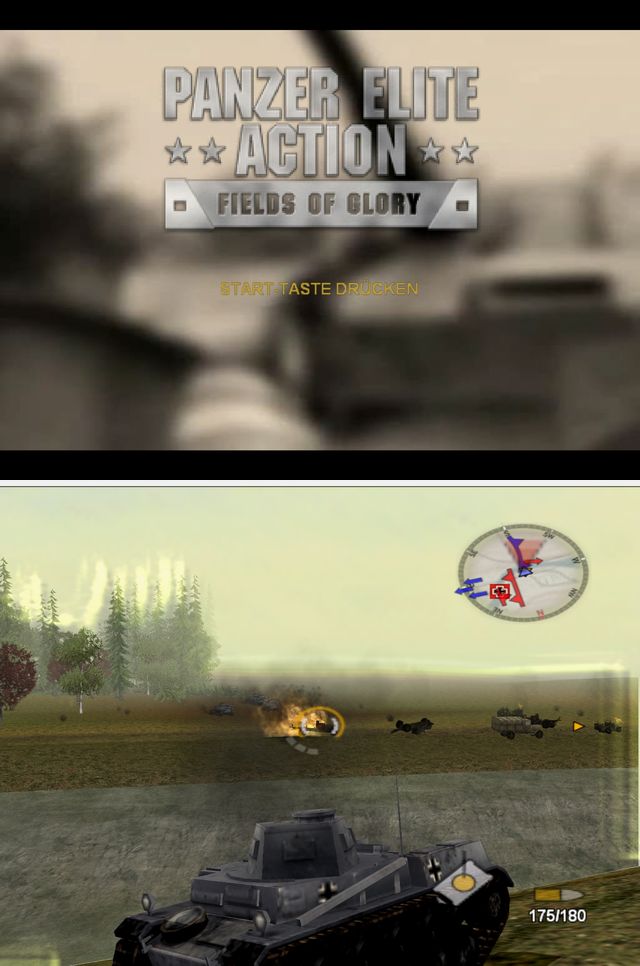 PANZER ELITE
ACTION
FIELDS OF GLORY
START-TASTE DRÜCKEN
175/180